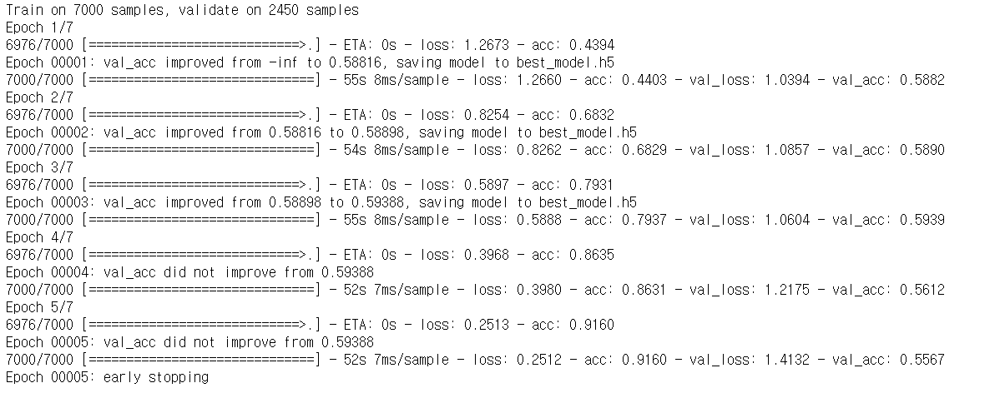 Train on 7000 samples, validate on 2450 samples
Epoch 1/7
6976/7000 [============================>.] - ETA: 0s - loss: 1.2673 - acc: 0.4394
Epoch 00001: val_acc improved from -inf to 0.58816, saving model to best_model.h5
7000/7000 [==============================] - 55s 8ms/sample - loss: 1.2660 - acc: 0.4403 - val_loss: 1.0394 - val_acc: 0.5882
Epoch 2/7
6976/7000 [============================>.] - ETA: 0s - loss: 0.8254 - acc: 0.6832
Epoch 00002: val_acc improved from 0.58816 to 0.58898, saving model to best_model.h5
7000/7000 [==============================] - 54s 8ms/sample - loss: 0.8262 - acc: 0.6829 - val_loss: 1.0857 - val_acc: 0.5890
Epoch 3/7
6976/7000 [============================>.] - ETA: 0s - loss: 0.5897 - acc: 0.7931
Epoch 00003: val_acc improved from 0.58898 to 0.59388, saving model to best_model.h5
7000/7000 [==============================] - 55s 8ms/sample - loss: 0.5888 - acc: 0.7937 - val_loss: 1.0604 - val_acc: 0.5939
Epoch 4/7
6976/7000 [============================>.] - ETA: 0s - loss: 0.3968 - acc: 0.8635
Epoch 00004: val_acc did not improve from 0.59388
7000/7000 [==============================] - 52s 7ms/sample - loss: 0.3980 - acc: 0.8631 - val_loss: 1.2175 - val_acc: 0.5612
Epoch 5/7
6976/7000 [============================>.] - ETA: 0s - loss: 0.2513 - acc: 0.9160
Epoch 00005: val_acc did not improve from 0.59388
7000/7000 [==============================] - 52s 7ms/sample - loss: 0.2512 - acc: 0.9160 - val_loss: 1.4132 - val_acc: 0.5567
Epoch 00005: early stopping